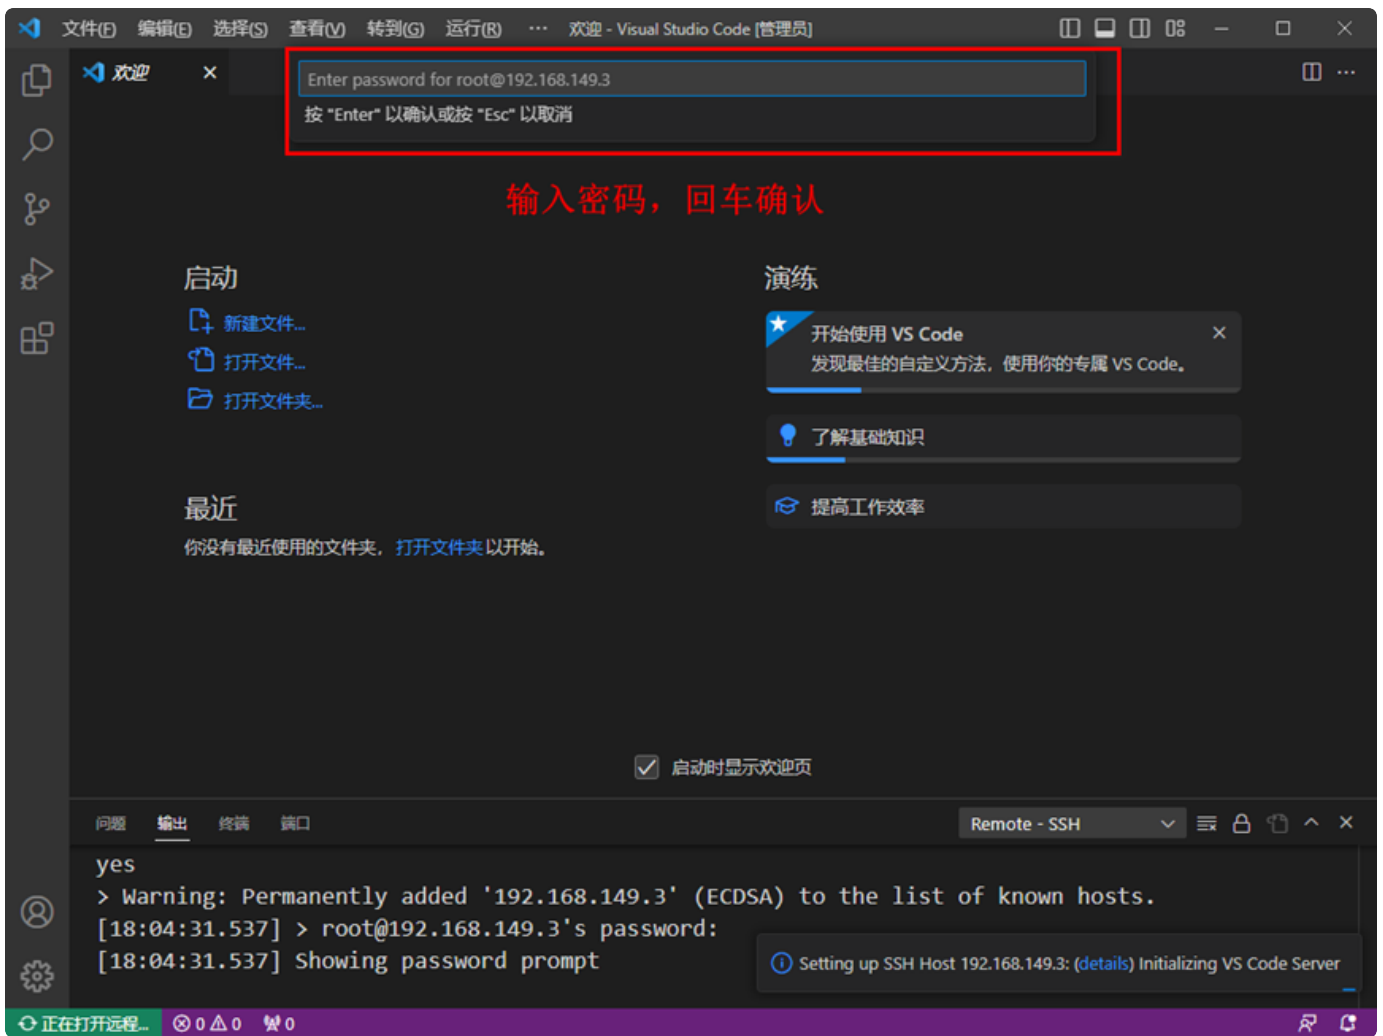 文件(F) 编辑(E) 选择(S) 查看(V) 转到(G) 运行(R) ··· 欢迎 - Visual Studio Code [管理员]
欢迎
Enter password for root@192.168.149.3
按 "Enter" 以确认或按 "Esc" 以取消
输入密码，回车确认
启动
新建文件...
打开文件...
打开文件夹...
最近
你没有最近使用的文件夹，打开文件夹以开始。
演练
开始使用 VS Code
发现最佳的自定义方法，使用你的专属 VS Code。
了解基础知识
提高工作效率
启动时显示欢迎页
问题 输出 终端 端口 Remote - SSH
yes
> Warning: Permanently added '192.168.149.3' (ECDSA) to the list of known hosts.
[18:04:31.537] > root@192.168.149.3's password:
[18:04:31.537] Showing password prompt
Setting up SSH Host 192.168.149.3: (details) Initializing VS Code Server
正在打开远程... 0 0 0